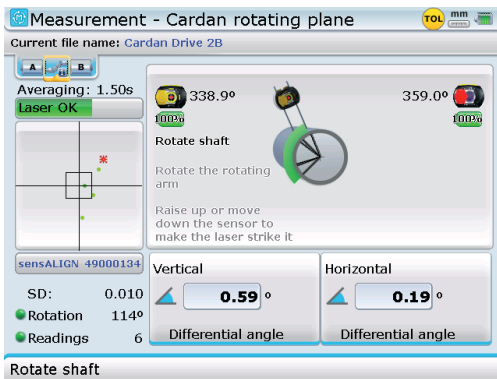 Measurement - Cardan rotating plane
TOL mm
Current file name: Cardan Drive 2B
A B
Averaging: 1.50s
Laser OK
338.9º 359.0º
100% 100%
Rotate shaft
Rotate the rotating
arm
Raise up or move
down the sensor to
make the laser strike it
sensALIGN 49000134
SD: 0.010
Rotation 114º
Readings 6
Vertical
0.59 º
Differential angle
Horizontal
0.19 º
Differential angle
Rotate shaft